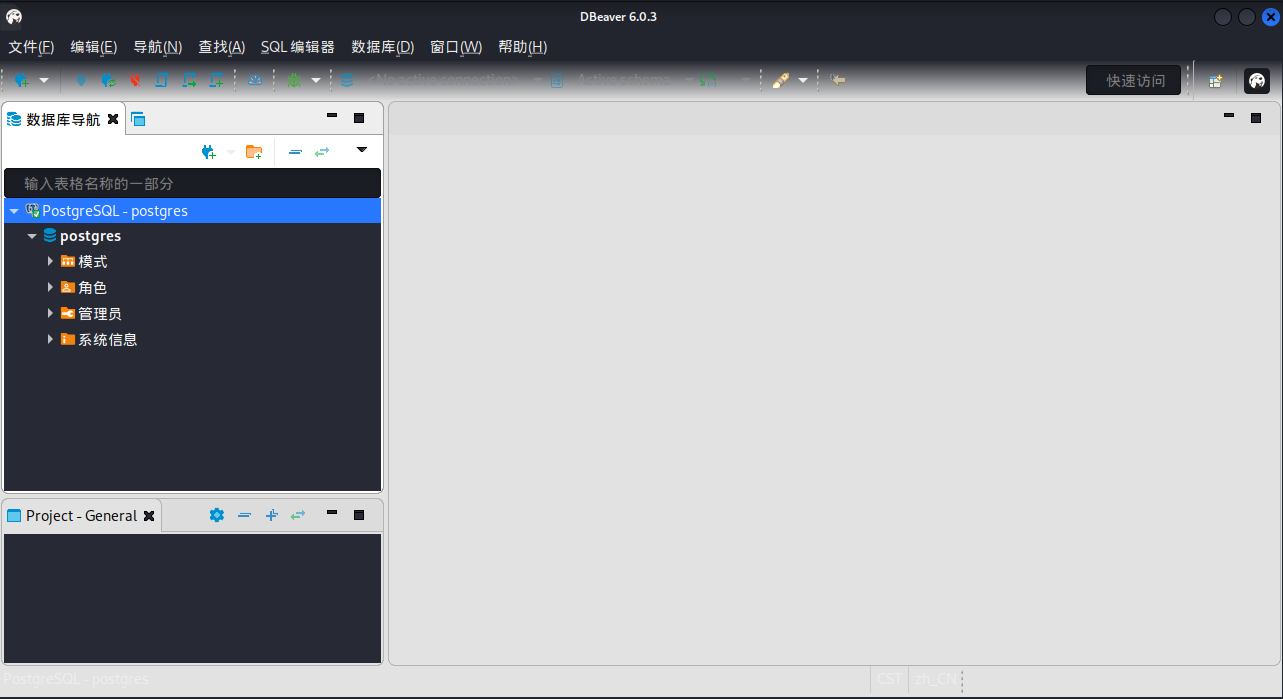 DBeaver 6.0.3
文件(F) 编辑(E) 导航(N) 查找(A) SQL 编辑器 数据库(D) 窗口(W) 帮助(H)
<No active connection> Active schema 快速访问
数据库导航
输入表格名称的一部分
PostgreSQL - postgres
postgres
模式
角色
管理员
系统信息
Project - General
PostgreSQL - postgres CST zh_CN